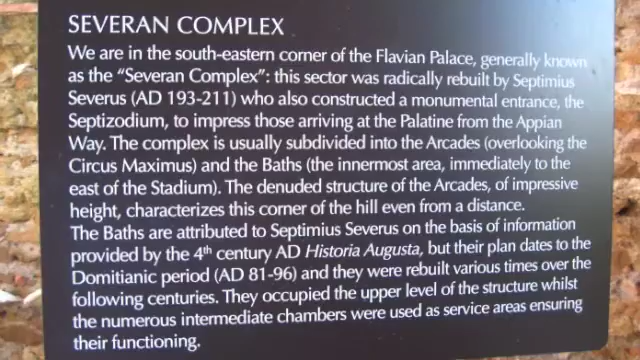 SEVERAN COMPLEX
We are in the south-eastern corner of the Flavian Palace, generally known
as the “Severan Complex”: this sector was radically rebuilt by Septimius
Severus (AD 193-211) who also constructed a monumental entrance, the
Septizodium, to impress those arriving at the Palatine from the Appian
Way. The complex is usually subdivided into the Arcades (overlooking the
Circus Maximus) and the Baths (the innermost area, immediately to the
east of the Stadium). The denuded structure of the Arcades, of impressive
height, characterizes this corner of the hill even from a distance.
The Baths are attributed to Septimius Severus on the basis of information
provided by the 4th century AD Historia Augusta, but their plan dates to the
Domitianic period (AD 81-96) and they were rebuilt various times over the
following centuries. They occupied the upper level of the structure whilst
the numerous intermediate chambers were used as service areas ensuring
their functioning.